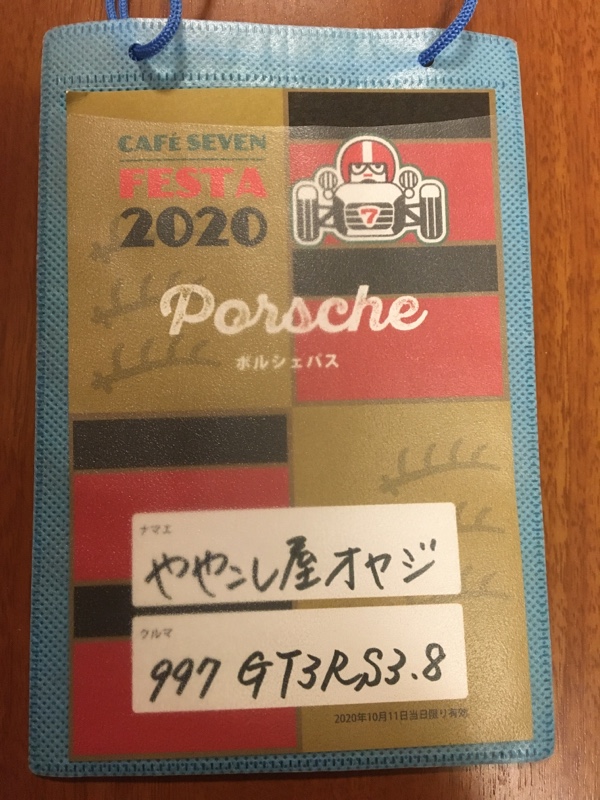 CAFÉ SEVEN
FESTA
2020
7
Porsche
ポルシェパス
ナマエ
ややこし屋オヤジ
クルマ
997 GT3RS3.8
2020年10月11日当日限り有効